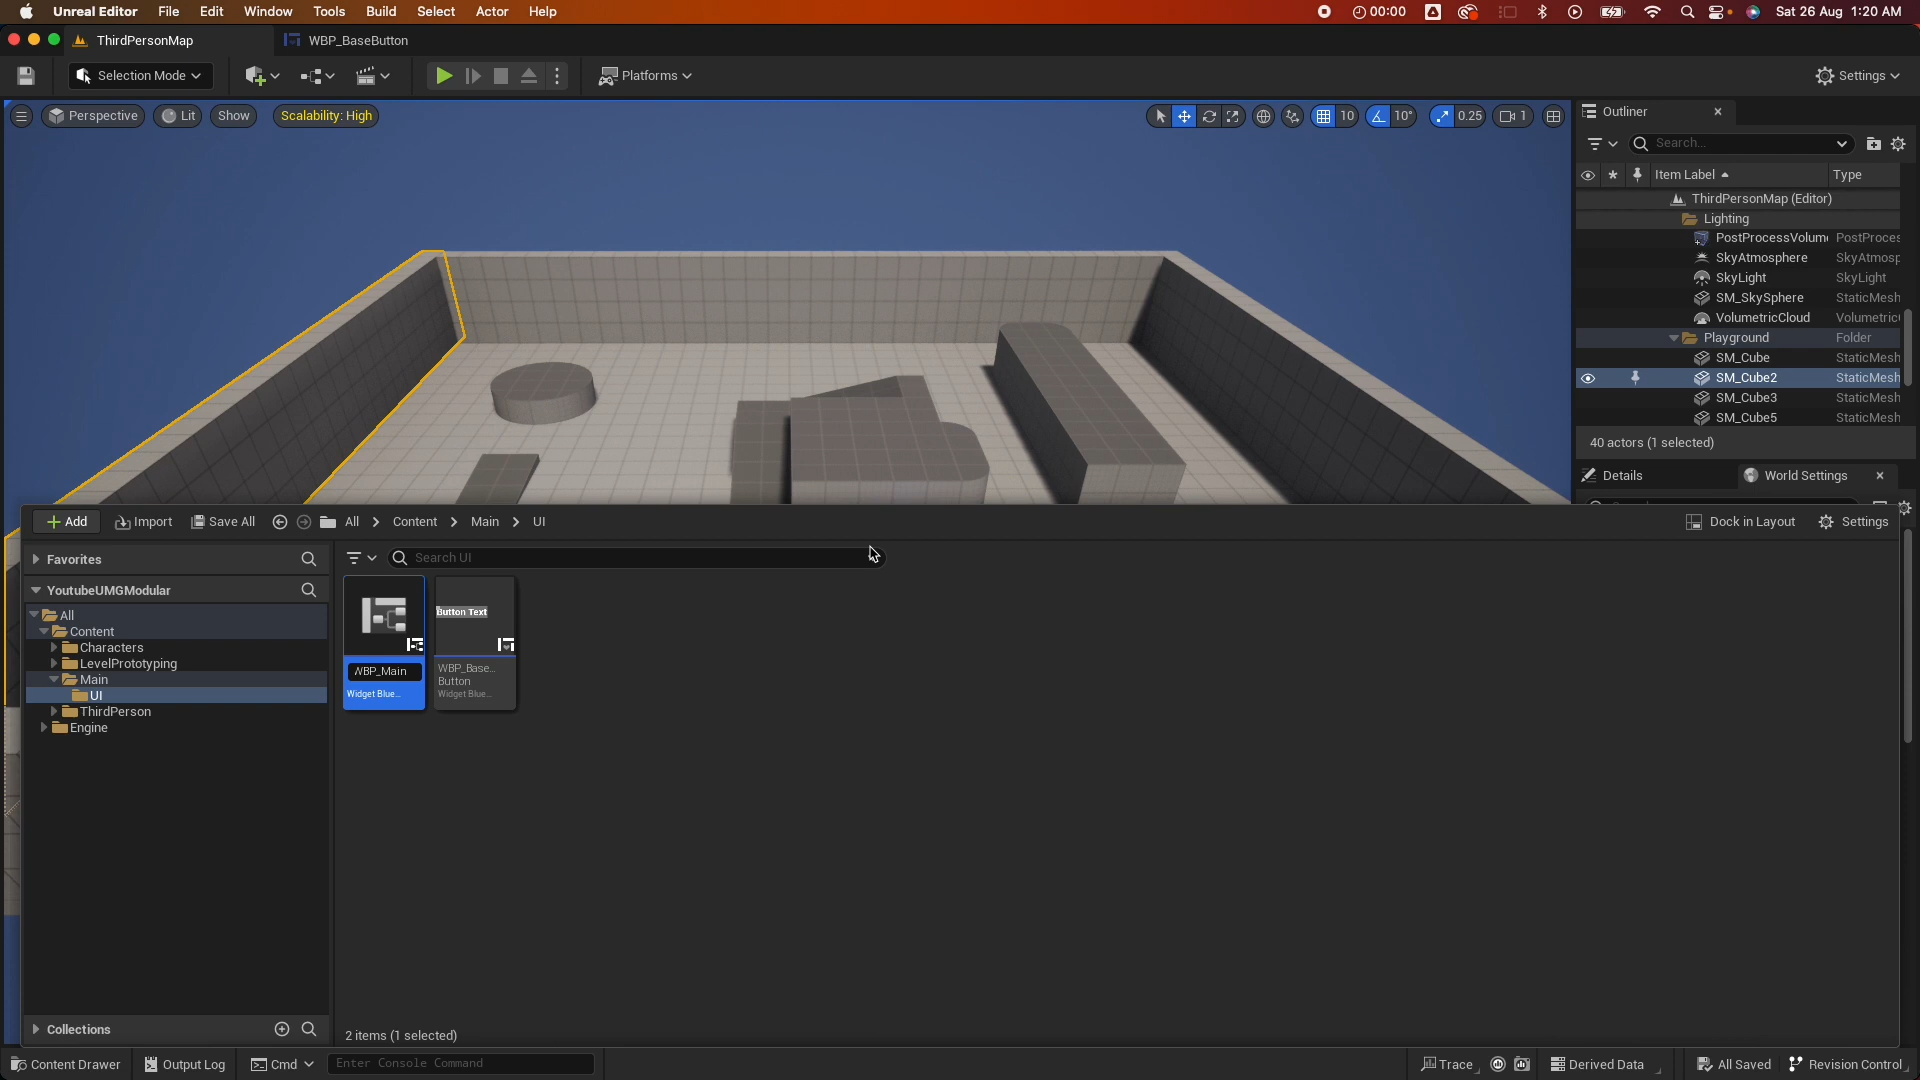 Unreal Editor File Edit Window Tools Build Select Actor Help 00:00 Sat 26 Aug 1:20 AM
ThirdPersonMap WBP_BaseButton
Selection Mode Platforms Settings
Perspective Lit Show Scalability: High 10 10° 0.25 1
Outliner
Search...
Item Label Type
ThirdPersonMap (Editor)
Lighting
PostProcessVolum PostProces
SkyAtmosphere SkyAtmosp
SkyLight SkyLight
SM_SkySphere StaticMesh
VolumetricCloud Volumetric
Playground Folder
SM_Cube StaticMesh
SM_Cube2 StaticMesh
SM_Cube3 StaticMesh
SM_Cube5 StaticMesh
40 actors (1 selected)
Details World Settings
Add Import Save All All Content Main UI Dock in Layout Settings
Favorites
Search UI
YoutubeUMGModular
All
Content
Characters
LevelPrototyping
Main
UI
ThirdPerson
Engine
Button Text
WBP_Main
Widget Blue...
WBP_Base...
Button
Widget Blue...
Collections
2 items (1 selected)
Content Drawer Output Log Cmd Enter Console Command Trace Derived Data All Saved Revision Control